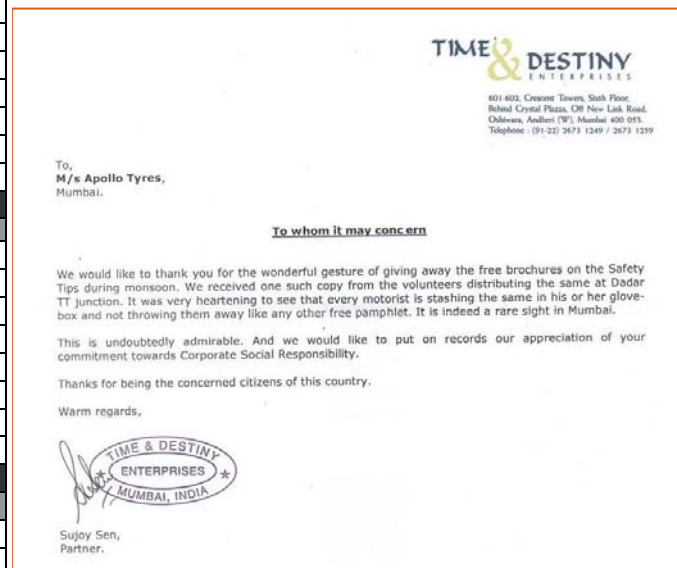 TIME & DESTINY
ENTERPRISES
601-602, Crescent Towers, Sixth Floor,
Behind Crystal Plazza, Off New Link Road,
Oshiwara, Andheri (W), Mumbai 400 053.
Telephone : (91-22) 2673 1249 / 2673 1259
To,
M/s Apollo Tyres,
Mumbai.
To whom it may concern
We would like to thank you for the wonderful gesture of giving away the free brochures on the Safety
Tips during monsoon. We received one such copy from the volunteers distributing the same at Dadar
TT junction. It was very heartening to see that every motorist is stashing the same in his or her glove-
box and not throwing them away like any other free pamphlet. It is indeed a rare sight in Mumbai.
This is undoubtedly admirable. And we would like to put on records our appreciation of your
commitment towards Corporate Social Responsibility.
Thanks for being the concerned citizens of this country.
Warm regards,
TIME & DESTINY
ENTERPRISES
MUMBAI, INDIA
Sujoy Sen,
Partner.